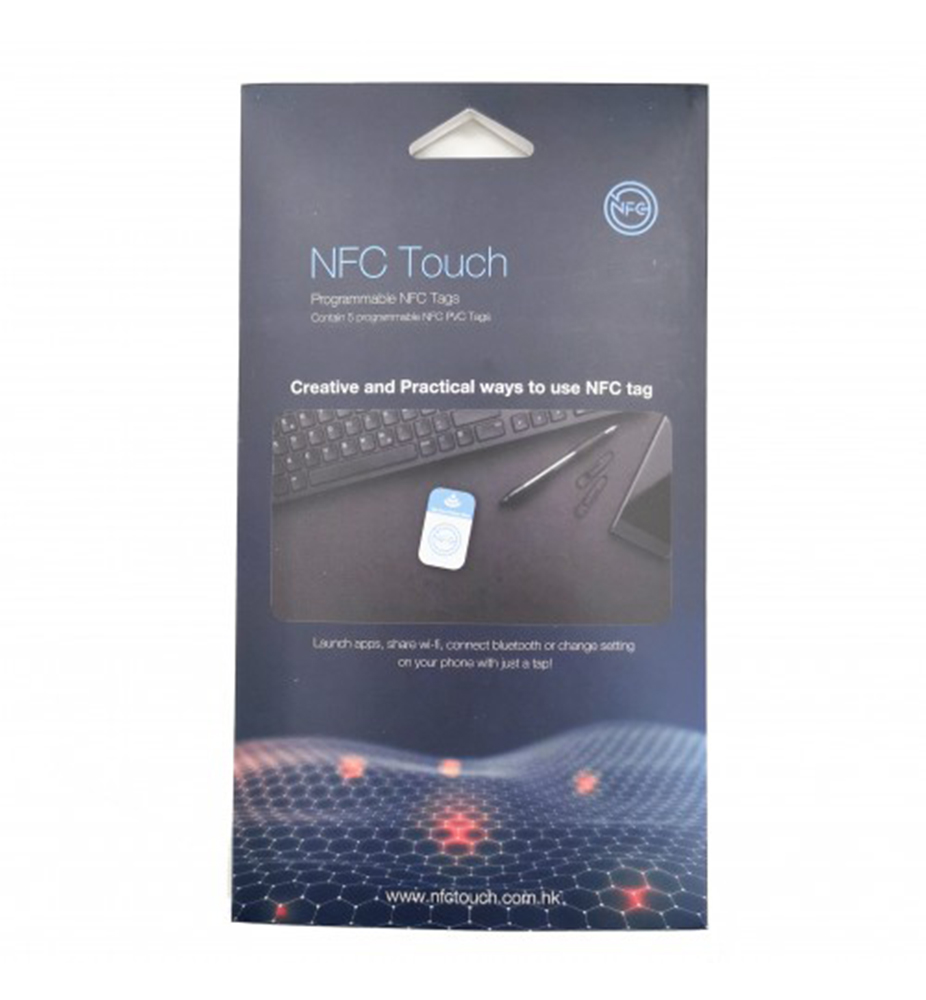 NFC
NFC Touch
Programmable NFC Tags
Contain 5 programmable NFC PVC Tags
Creative and Practical ways to use NFC tag
NFC
Launch apps, share wi-fi, connect bluetooth or change setting
on your phone with just a tap!
www.nfctouch.com.hk